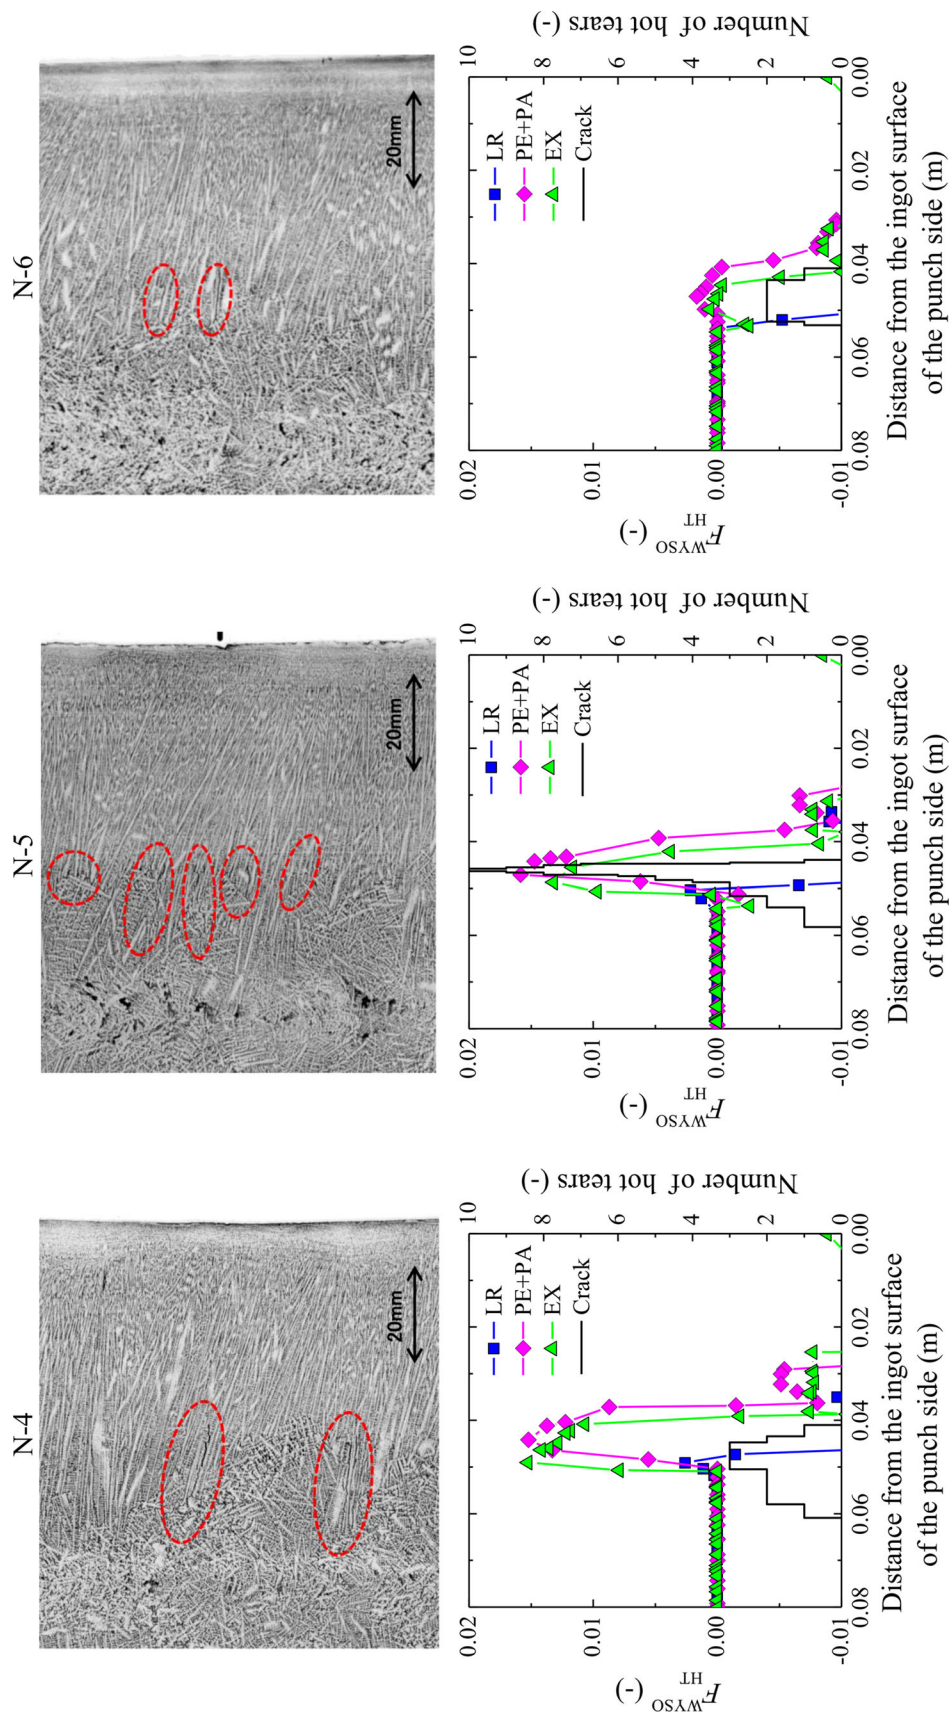 N-4
20mm
LR
PE+PA
EX
Crack
0.02
0.01
0.00
-0.01
F HT WYSO (-)
10
8
6
4
2
0
Number of hot tears (-)
0.08
0.06
0.04
0.02
0.00
Distance from the ingot surface
of the punch side (m)
N-5
20mm
LR
PE+PA
EX
Crack
0.02
0.01
0.00
-0.01
F HT WYSO (-)
10
8
6
4
2
0
Number of hot tears (-)
0.08
0.06
0.04
0.02
0.00
Distance from the ingot surface
of the punch side (m)
N-6
20mm
LR
PE+PA
EX
Crack
0.02
0.01
0.00
-0.01
F HT WYSO (-)
10
8
6
4
2
0
Number of hot tears (-)
0.08
0.06
0.04
0.02
0.00
Distance from the ingot surface
of the punch side (m)